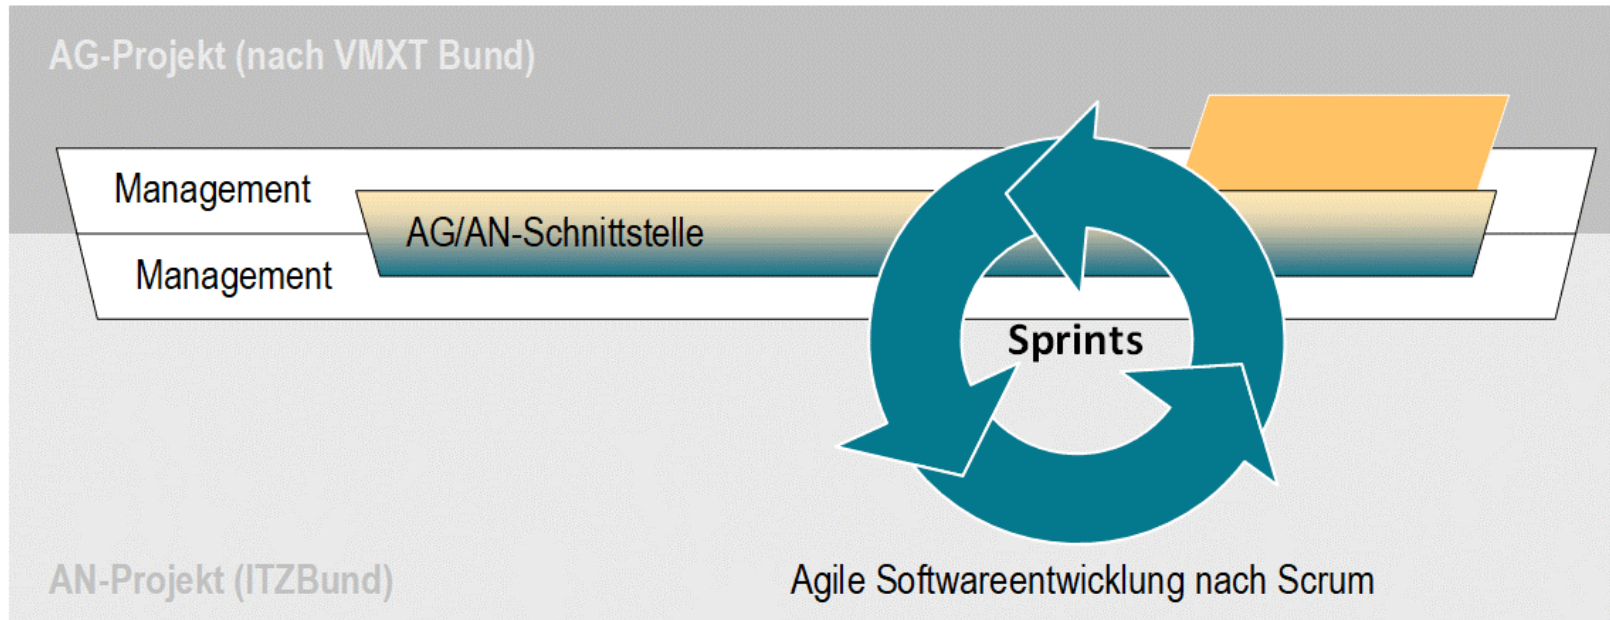 AG-Projekt (nach VMXT Bund)
Management
AG/AN-Schnittstelle
Management
Sprints
AN-Projekt (ITZBund)
Agile Softwareentwicklung nach Scrum